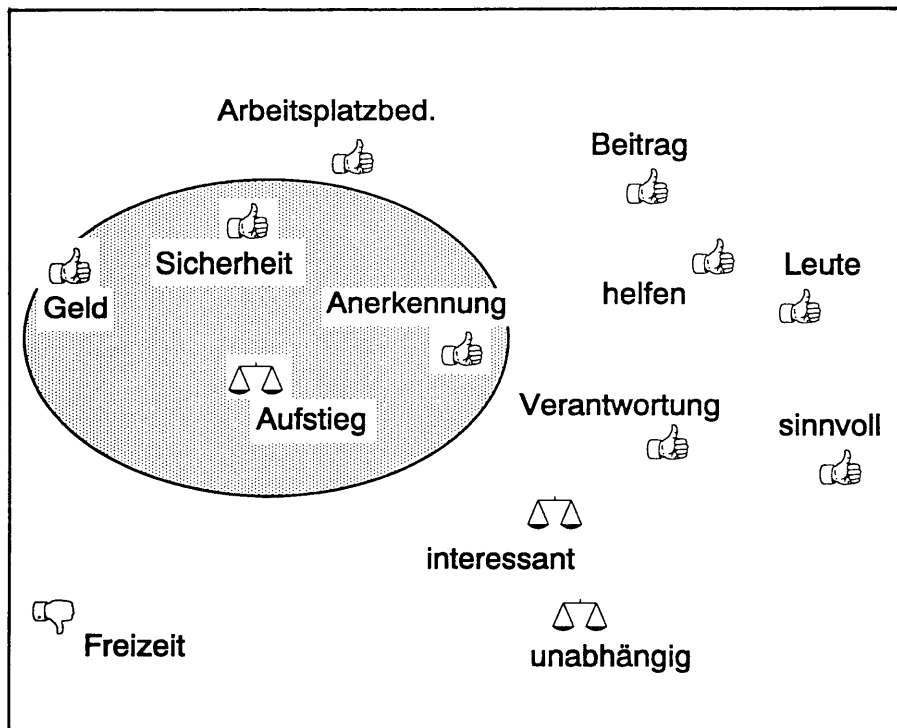 Arbeitsplatzbed.
Beitrag
Sicherheit
Leute
Geld
Anerkennung
helfen
Aufstieg
Verantwortung
sinnvoll
interessant
Freizeit
unabhängig